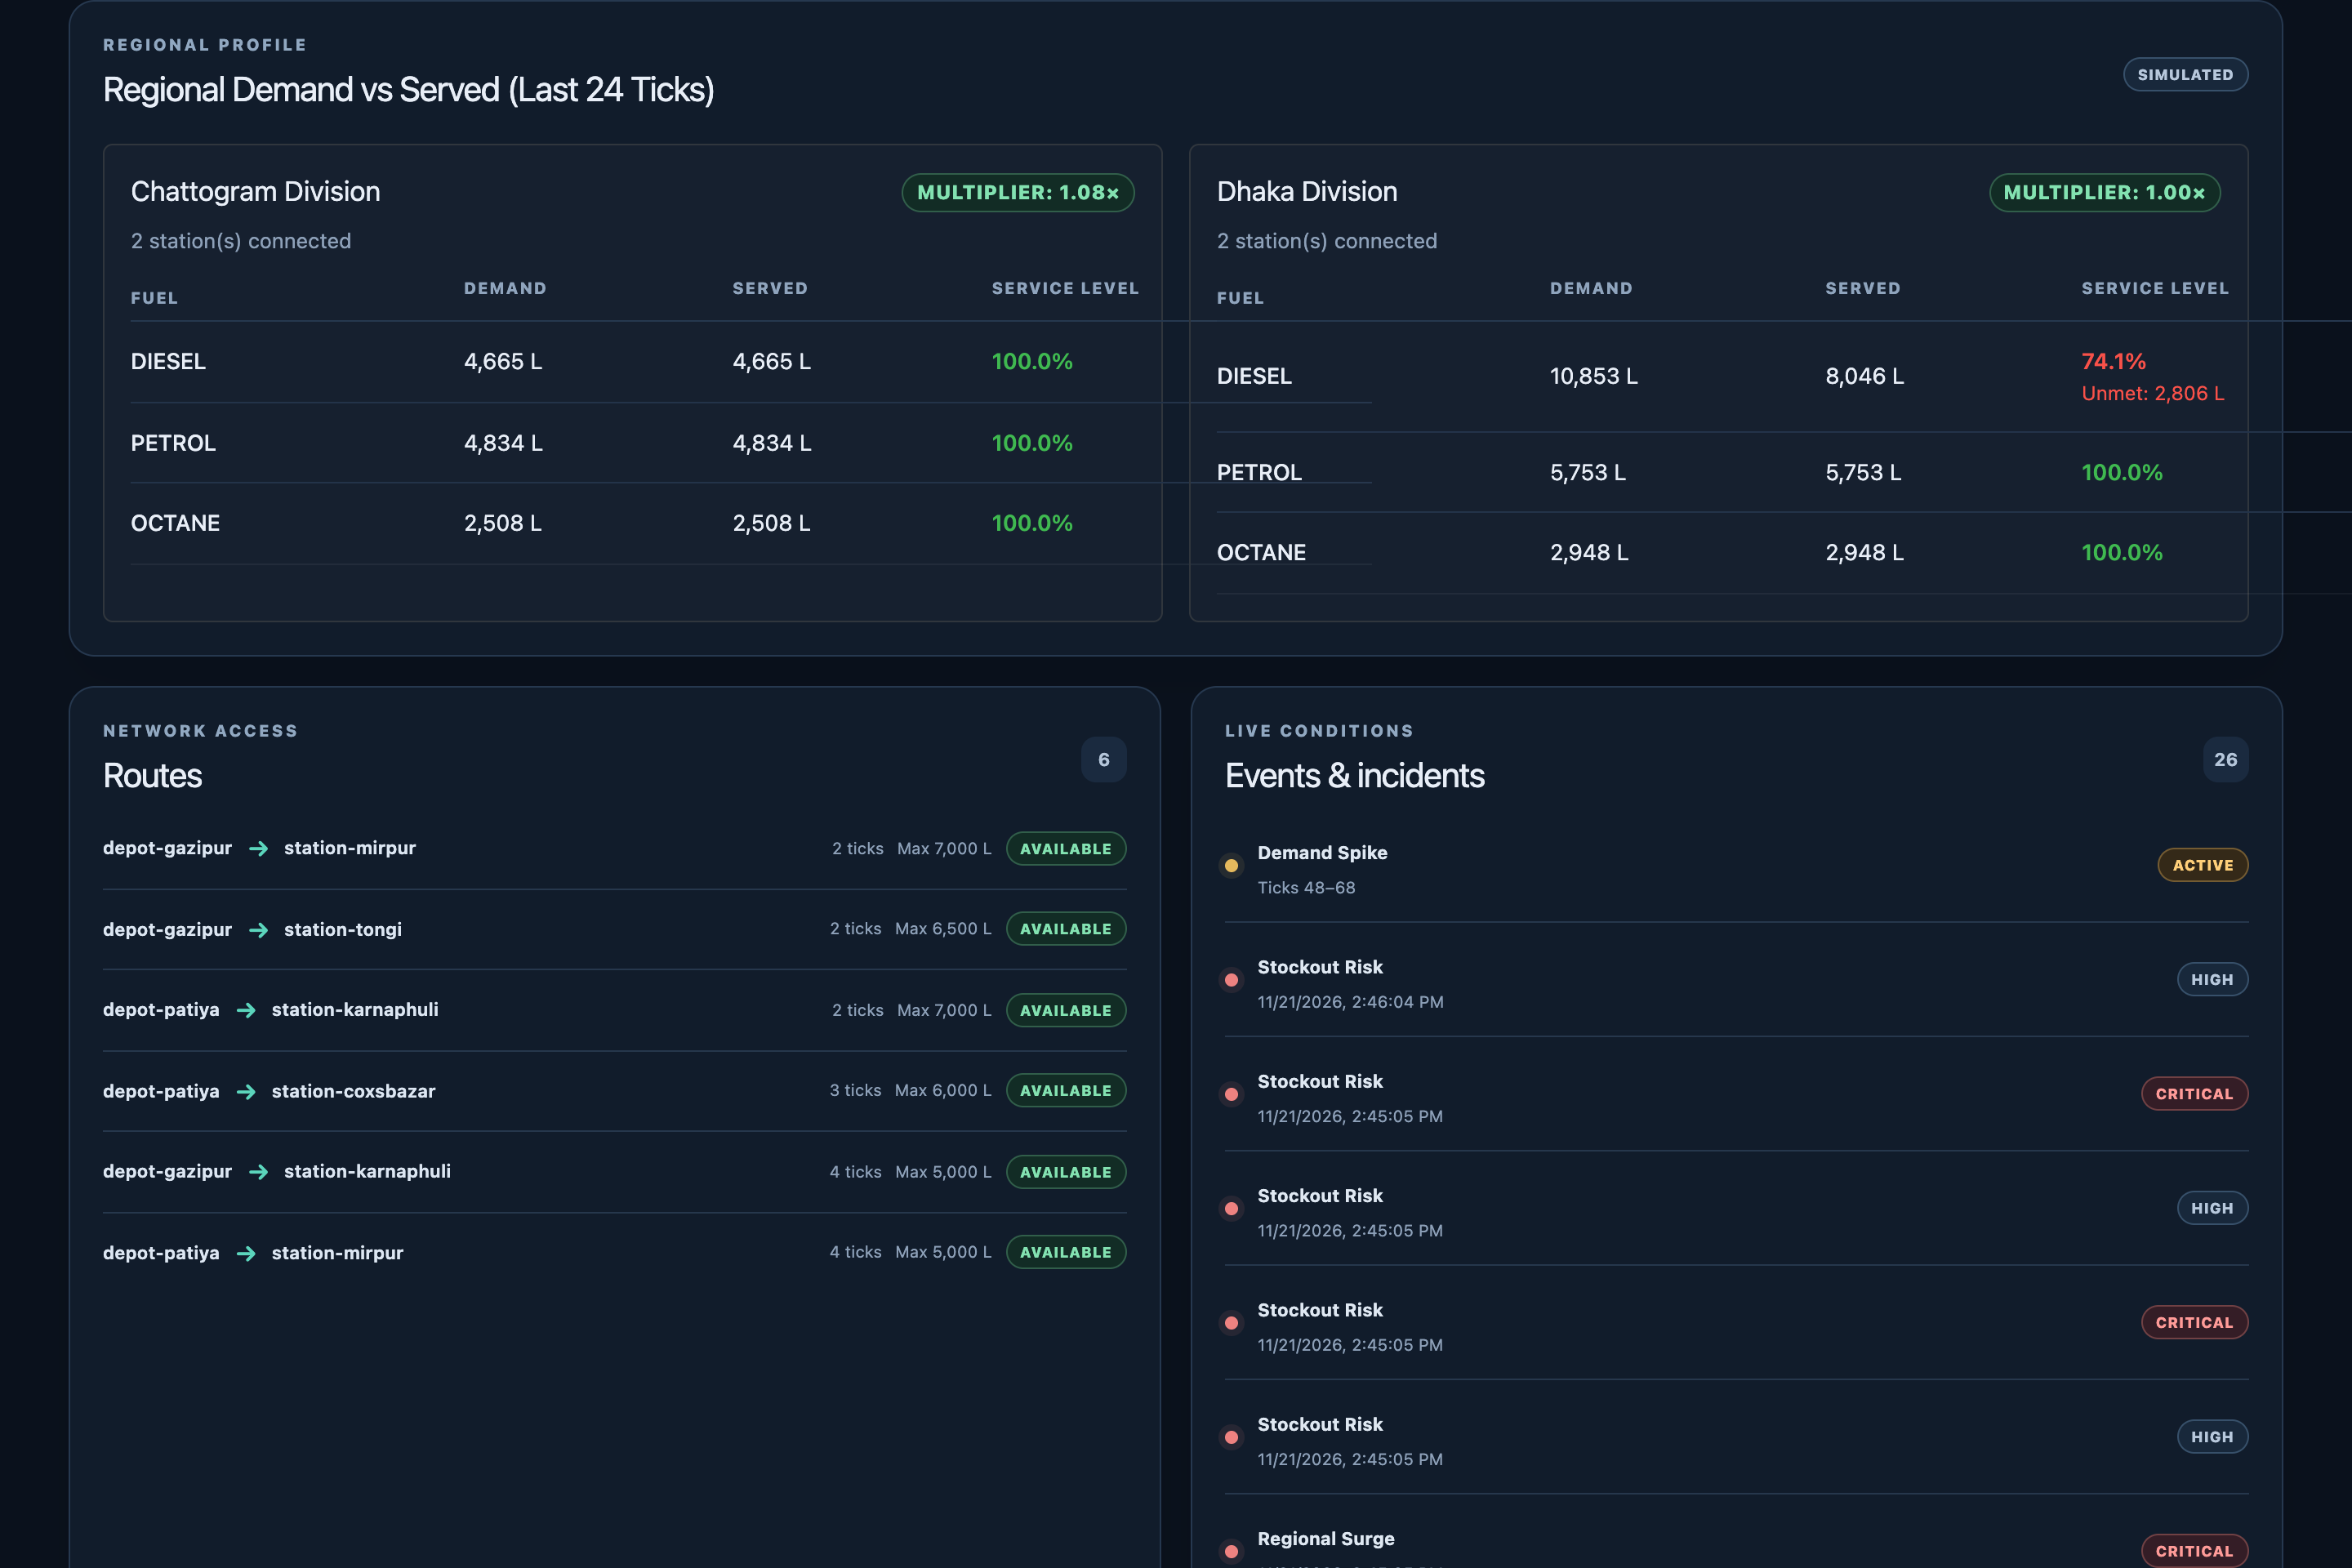 REGIONAL PROFILE
Regional Demand vs Served (Last 24 Ticks)
SIMULATED
Chattogram Division
MULTIPLIER: 1.08×
2 station(s) connected
FUEL DEMAND SERVED SERVICE LEVEL
DIESEL 4,665 L 4,665 L 100.0%
PETROL 4,834 L 4,834 L 100.0%
OCTANE 2,508 L 2,508 L 100.0%
Dhaka Division
MULTIPLIER: 1.00×
2 station(s) connected
FUEL DEMAND SERVED SERVICE LEVEL
DIESEL 10,853 L 8,046 L 74.1%
Unmet: 2,806 L
PETROL 5,753 L 5,753 L 100.0%
OCTANE 2,948 L 2,948 L 100.0%
NETWORK ACCESS
Routes
6
depot-gazipur → station-mirpur 2 ticks Max 7,000 L AVAILABLE
depot-gazipur → station-tongi 2 ticks Max 6,500 L AVAILABLE
depot-patiya → station-karnaphuli 2 ticks Max 7,000 L AVAILABLE
depot-patiya → station-coxsbazar 3 ticks Max 6,000 L AVAILABLE
depot-gazipur → station-karnaphuli 4 ticks Max 5,000 L AVAILABLE
depot-patiya → station-mirpur 4 ticks Max 5,000 L AVAILABLE
LIVE CONDITIONS
Events & incidents
26
Demand Spike
Ticks 48–68
ACTIVE
Stockout Risk
11/21/2026, 2:46:04 PM
HIGH
Stockout Risk
11/21/2026, 2:45:05 PM
CRITICAL
Stockout Risk
11/21/2026, 2:45:05 PM
HIGH
Stockout Risk
11/21/2026, 2:45:05 PM
CRITICAL
Stockout Risk
11/21/2026, 2:45:05 PM
HIGH
Regional Surge
CRITICAL